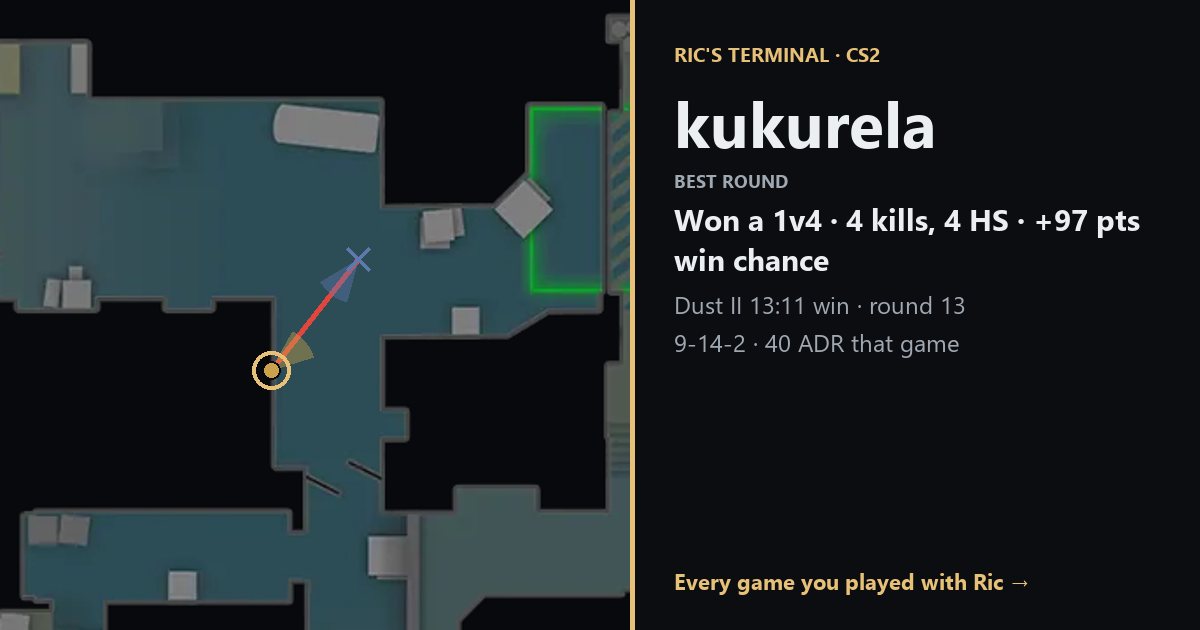 RIC'S TERMINAL · CS2
kukurela
BEST ROUND
Won a 1v4 · 4 kills, 4 HS · +97 pts
win chance
Dust II 13:11 win · round 13
9-14-2 · 40 ADR that game
Every game you played with Ric →